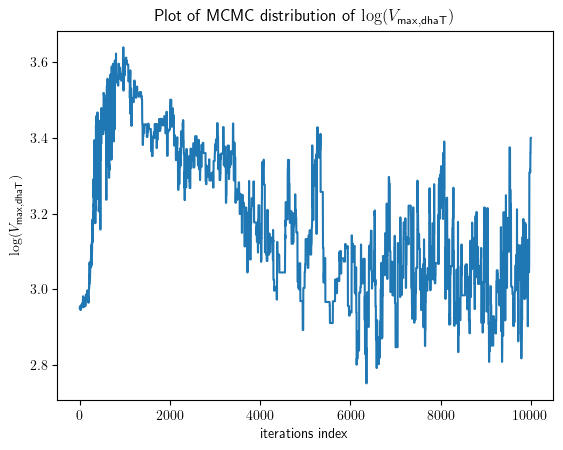 Plot of MCMC distribution of log(V_max,dhaT)
log(V_max,dhaT)
3.6
3.4
3.2
3.0
2.8
0 2000 4000 6000 8000 10000
iterations index